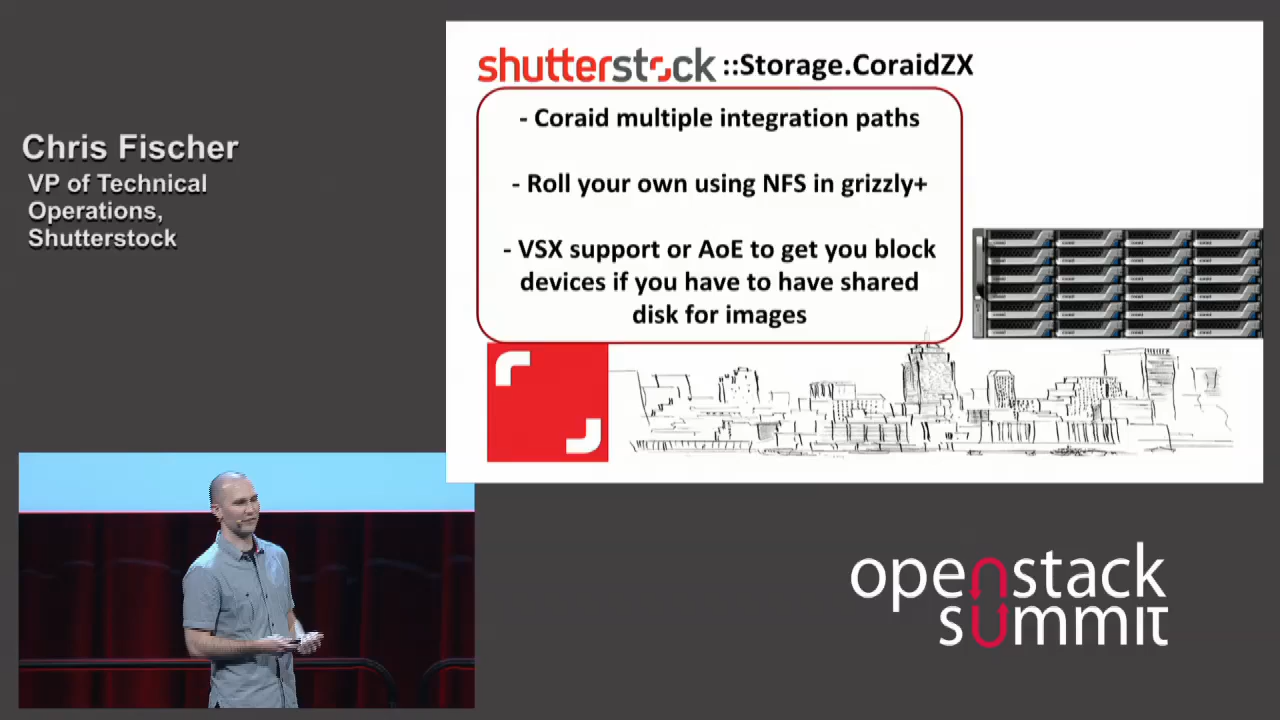 Chris Fischer
VP of Technical
Operations,
Shutterstock
shutterstock ::Storage.CoraidZX
- Coraid multiple integration paths
- Roll your own using NFS in grizzly+
- VSX support or AoE to get you block
devices if you have to have shared
disk for images
openstack
summit